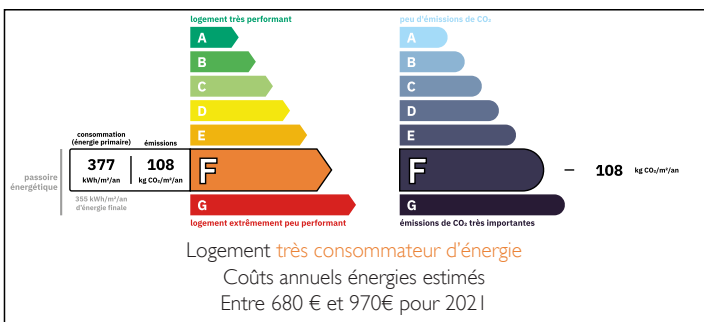 logement très performant
A
B
C
D
E
consommation
(énergie primaire)
émissions
passoire
énergétique
377
kWh/m²/an
108
kg CO₂/m²/an
F
355 kWh/m²/an
d'énergie finale
G
logement extrêmement peu performant
peu d'émissions de CO₂
A
B
C
D
E
F
108 kg CO₂/m²/an
G
émissions de CO₂ très importantes
Logement très consommateur d'énergie
Coûts annuels énergies estimés
Entre 680 € et 970€ pour 2021